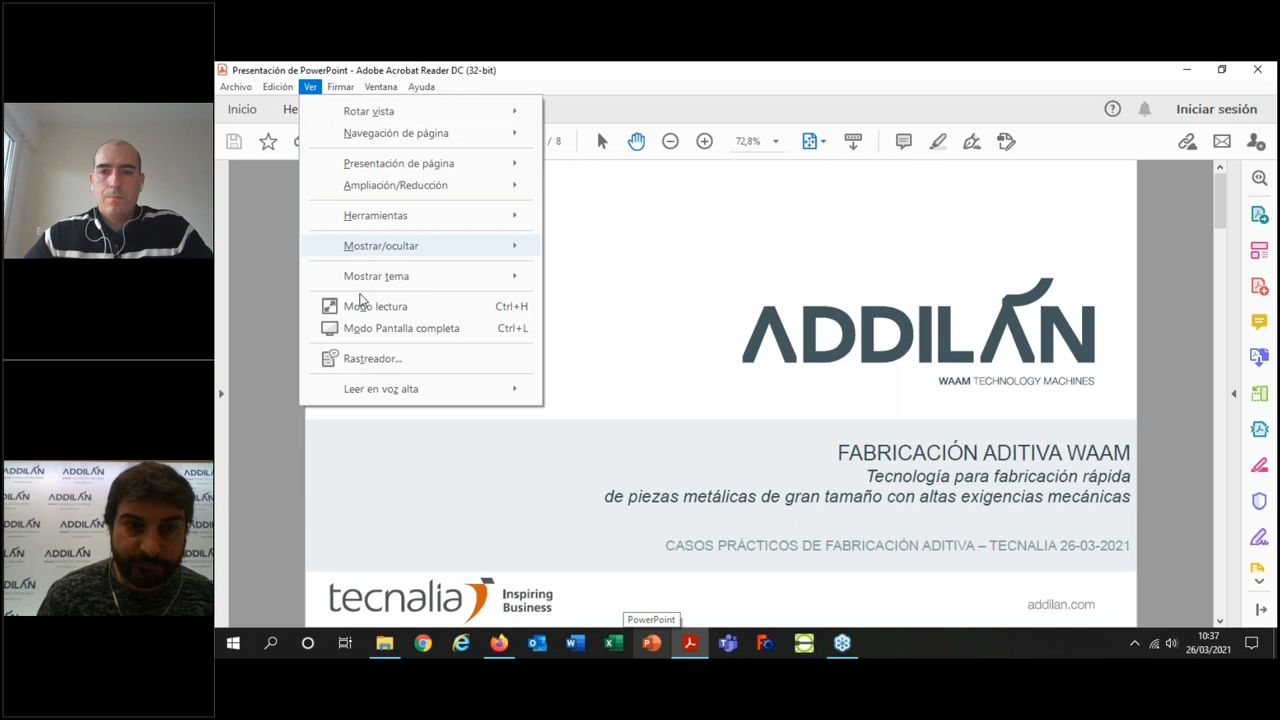 Presentación de PowerPoint - Adobe Acrobat Reader DC (32-bit)
Archivo Edición Ver Firmar Ventana Ayuda
Inicio He Iniciar sesión
/ 8 72,8%
Rotar vista
Navegación de página
Presentación de página
Ampliación/Reducción
Herramientas
Mostrar/ocultar
Mostrar tema
Modo lectura Ctrl+H
Modo Pantalla completa Ctrl+L
Rastreador...
Leer en voz alta
ADDILAN
WAAM TECHNOLOGY MACHINES
FABRICACIÓN ADITIVA WAAM
Tecnología para fabricación rápida
de piezas metálicas de gran tamaño con altas exigencias mecánicas
CASOS PRÁCTICOS DE FABRICACIÓN ADITIVA – TECNALIA 26-03-2021
tecnalia Inspiring
Business
addilan.com
PowerPoint
10:37
26/03/2021
ADDILAN ADDILAN
ADDILAN